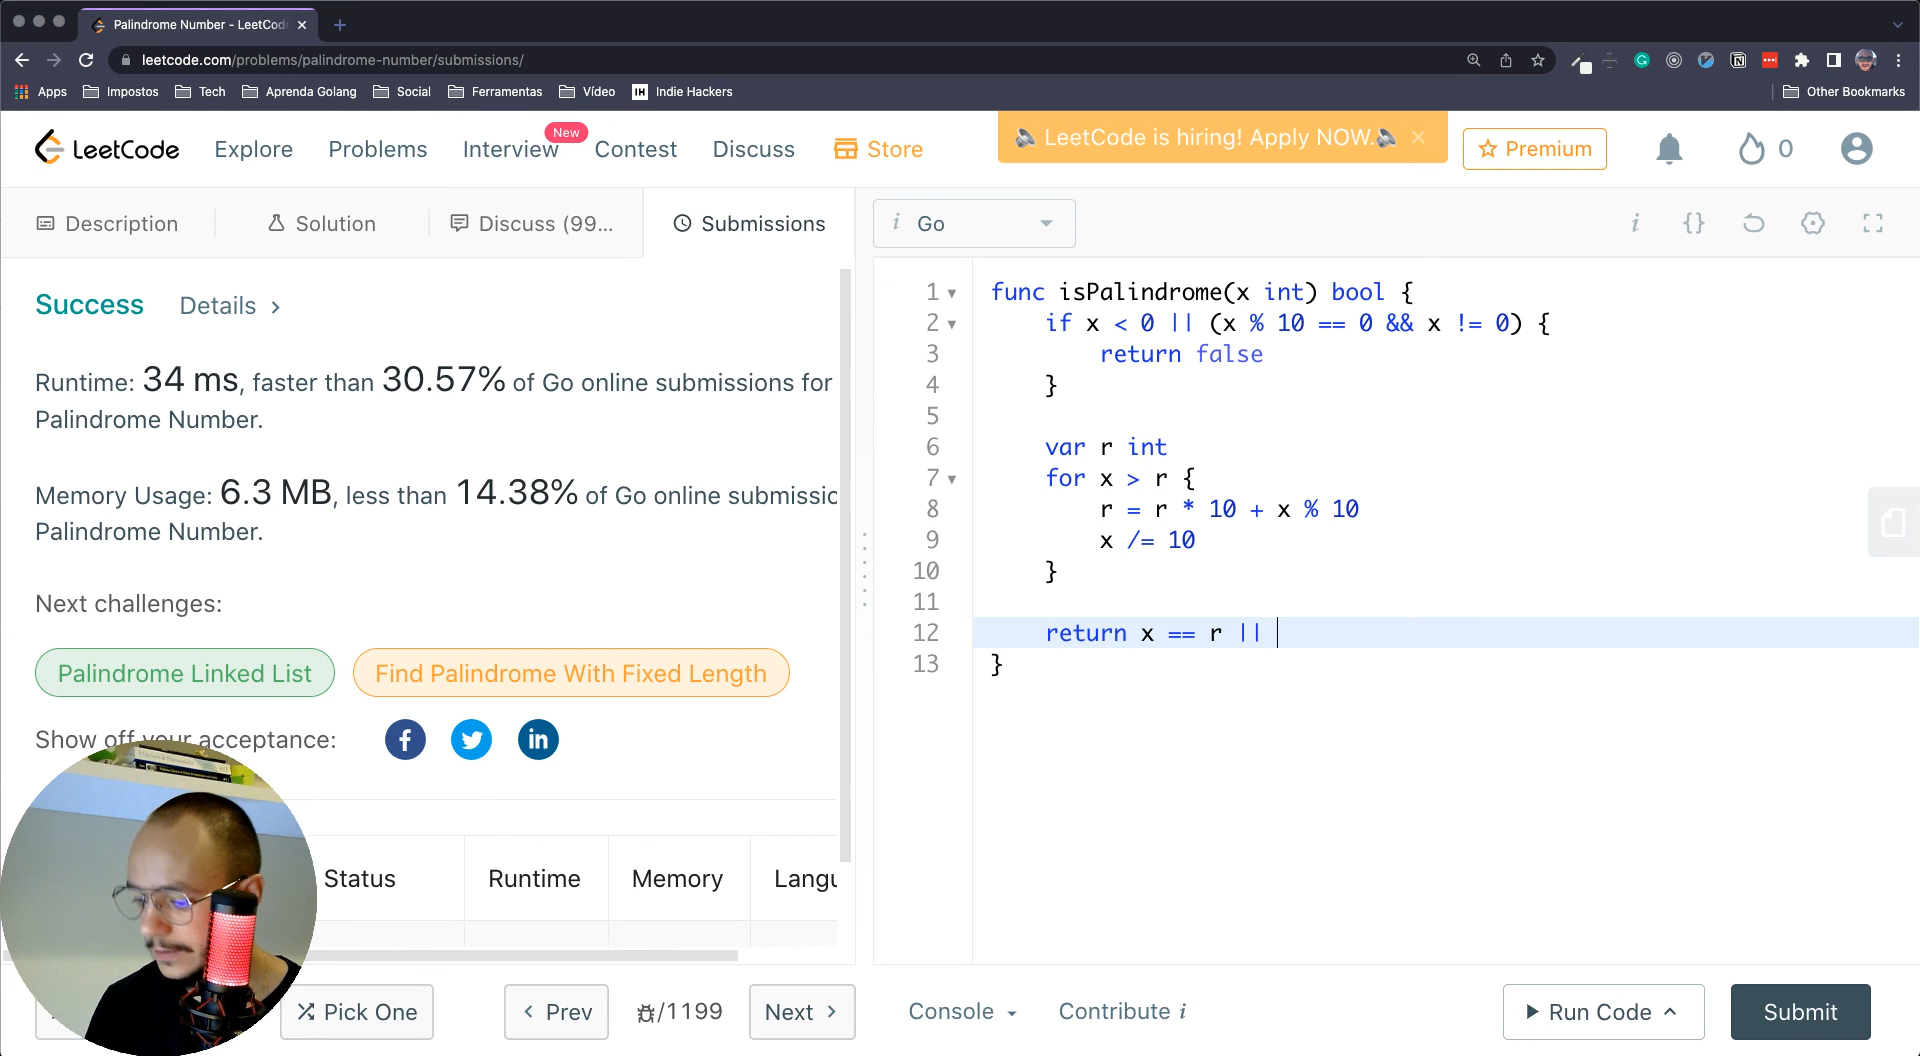 Palindrome Number - LeetCode
leetcode.com/problems/palindrome-number/submissions/
Apps Impostos Tech Aprenda Golang Social Ferramentas Vídeo IH Indie Hackers Other Bookmarks
LeetCode Explore Problems Interview New Contest Discuss Store LeetCode is hiring! Apply NOW. Premium 0
Description Solution Discuss (99... Submissions i Go i {}
Success Details >
Runtime: 34 ms, faster than 30.57% of Go online submissions for
Palindrome Number.
Memory Usage: 6.3 MB, less than 14.38% of Go online submissic
Palindrome Number.
Next challenges:
Palindrome Linked List Find Palindrome With Fixed Length
Show off your acceptance: f in
Status Runtime Memory Langu
Pick One < Prev /1199 Next >
1 func isPalindrome(x int) bool {
2 if x < 0 || (x % 10 == 0 && x != 0) {
3 return false
4 }
5
6 var r int
7 for x > r {
8 r = r * 10 + x % 10
9 x /= 10
10 }
11
12 return x == r ||
13 }
Console Contribute i Run Code Submit